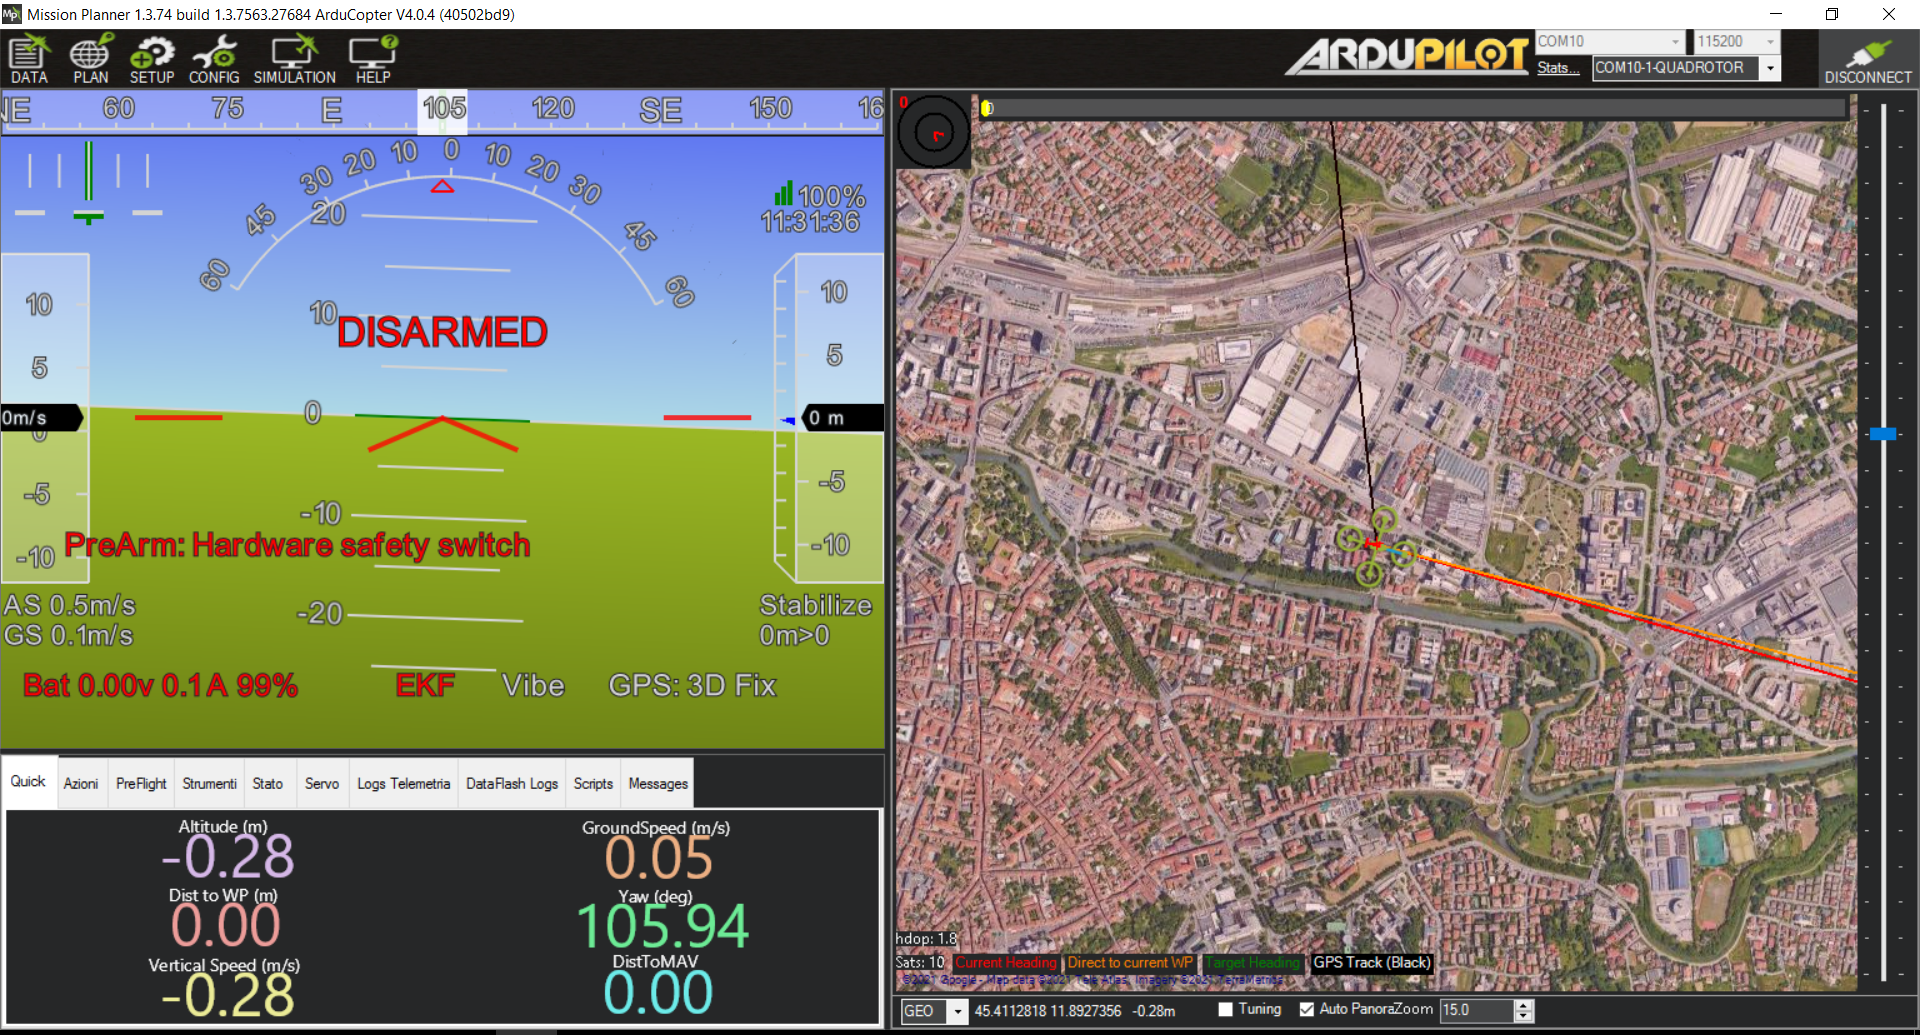 Mission Planner 1.3.74 build 1.3.7563.27684 ArduCopter V4.0.4 (40502bd9)
DATA PLAN SETUP CONFIG SIMULATION HELP
ARDUPILOT
COM10 115200
Stats... COM10-1-QUADROTOR
DISCONNECT
NE 60 75 E 105 120 SE 150 16
60 45 30 20 10 0 10 20 30 45 60
100%
11:31:36
20
10
0
-10
-20
10
5
0
-5
-10
0m/s
10
5
-5
-10
0 m
DISARMED
PreArm: Hardware safety switch
AS 0.5m/s
GS 0.1m/s
Stabilize
0m>0
Bat 0.00v 0.1 A 99% EKF Vibe GPS: 3D Fix
Quick Azioni PreFlight Strumenti Stato Servo Logs Telemetria DataFlash Logs Scripts Messages
Altitude (m)
-0.28
GroundSpeed (m/s)
0.05
Dist to WP (m)
0.00
Yaw (deg)
105.94
Vertical Speed (m/s)
-0.28
DistToMAV
0.00
0
hdop: 1.8
Sats: 10 Current Heading Direct to current WP Target Heading GPS Track (Black)
©2021 Google - Map data ©2021 Tele Atlas, Imagery ©2021 TerraMetrics
GEO 45.4112818 11.8927356 -0.28m Tuning Auto Pan Zoom 15.0